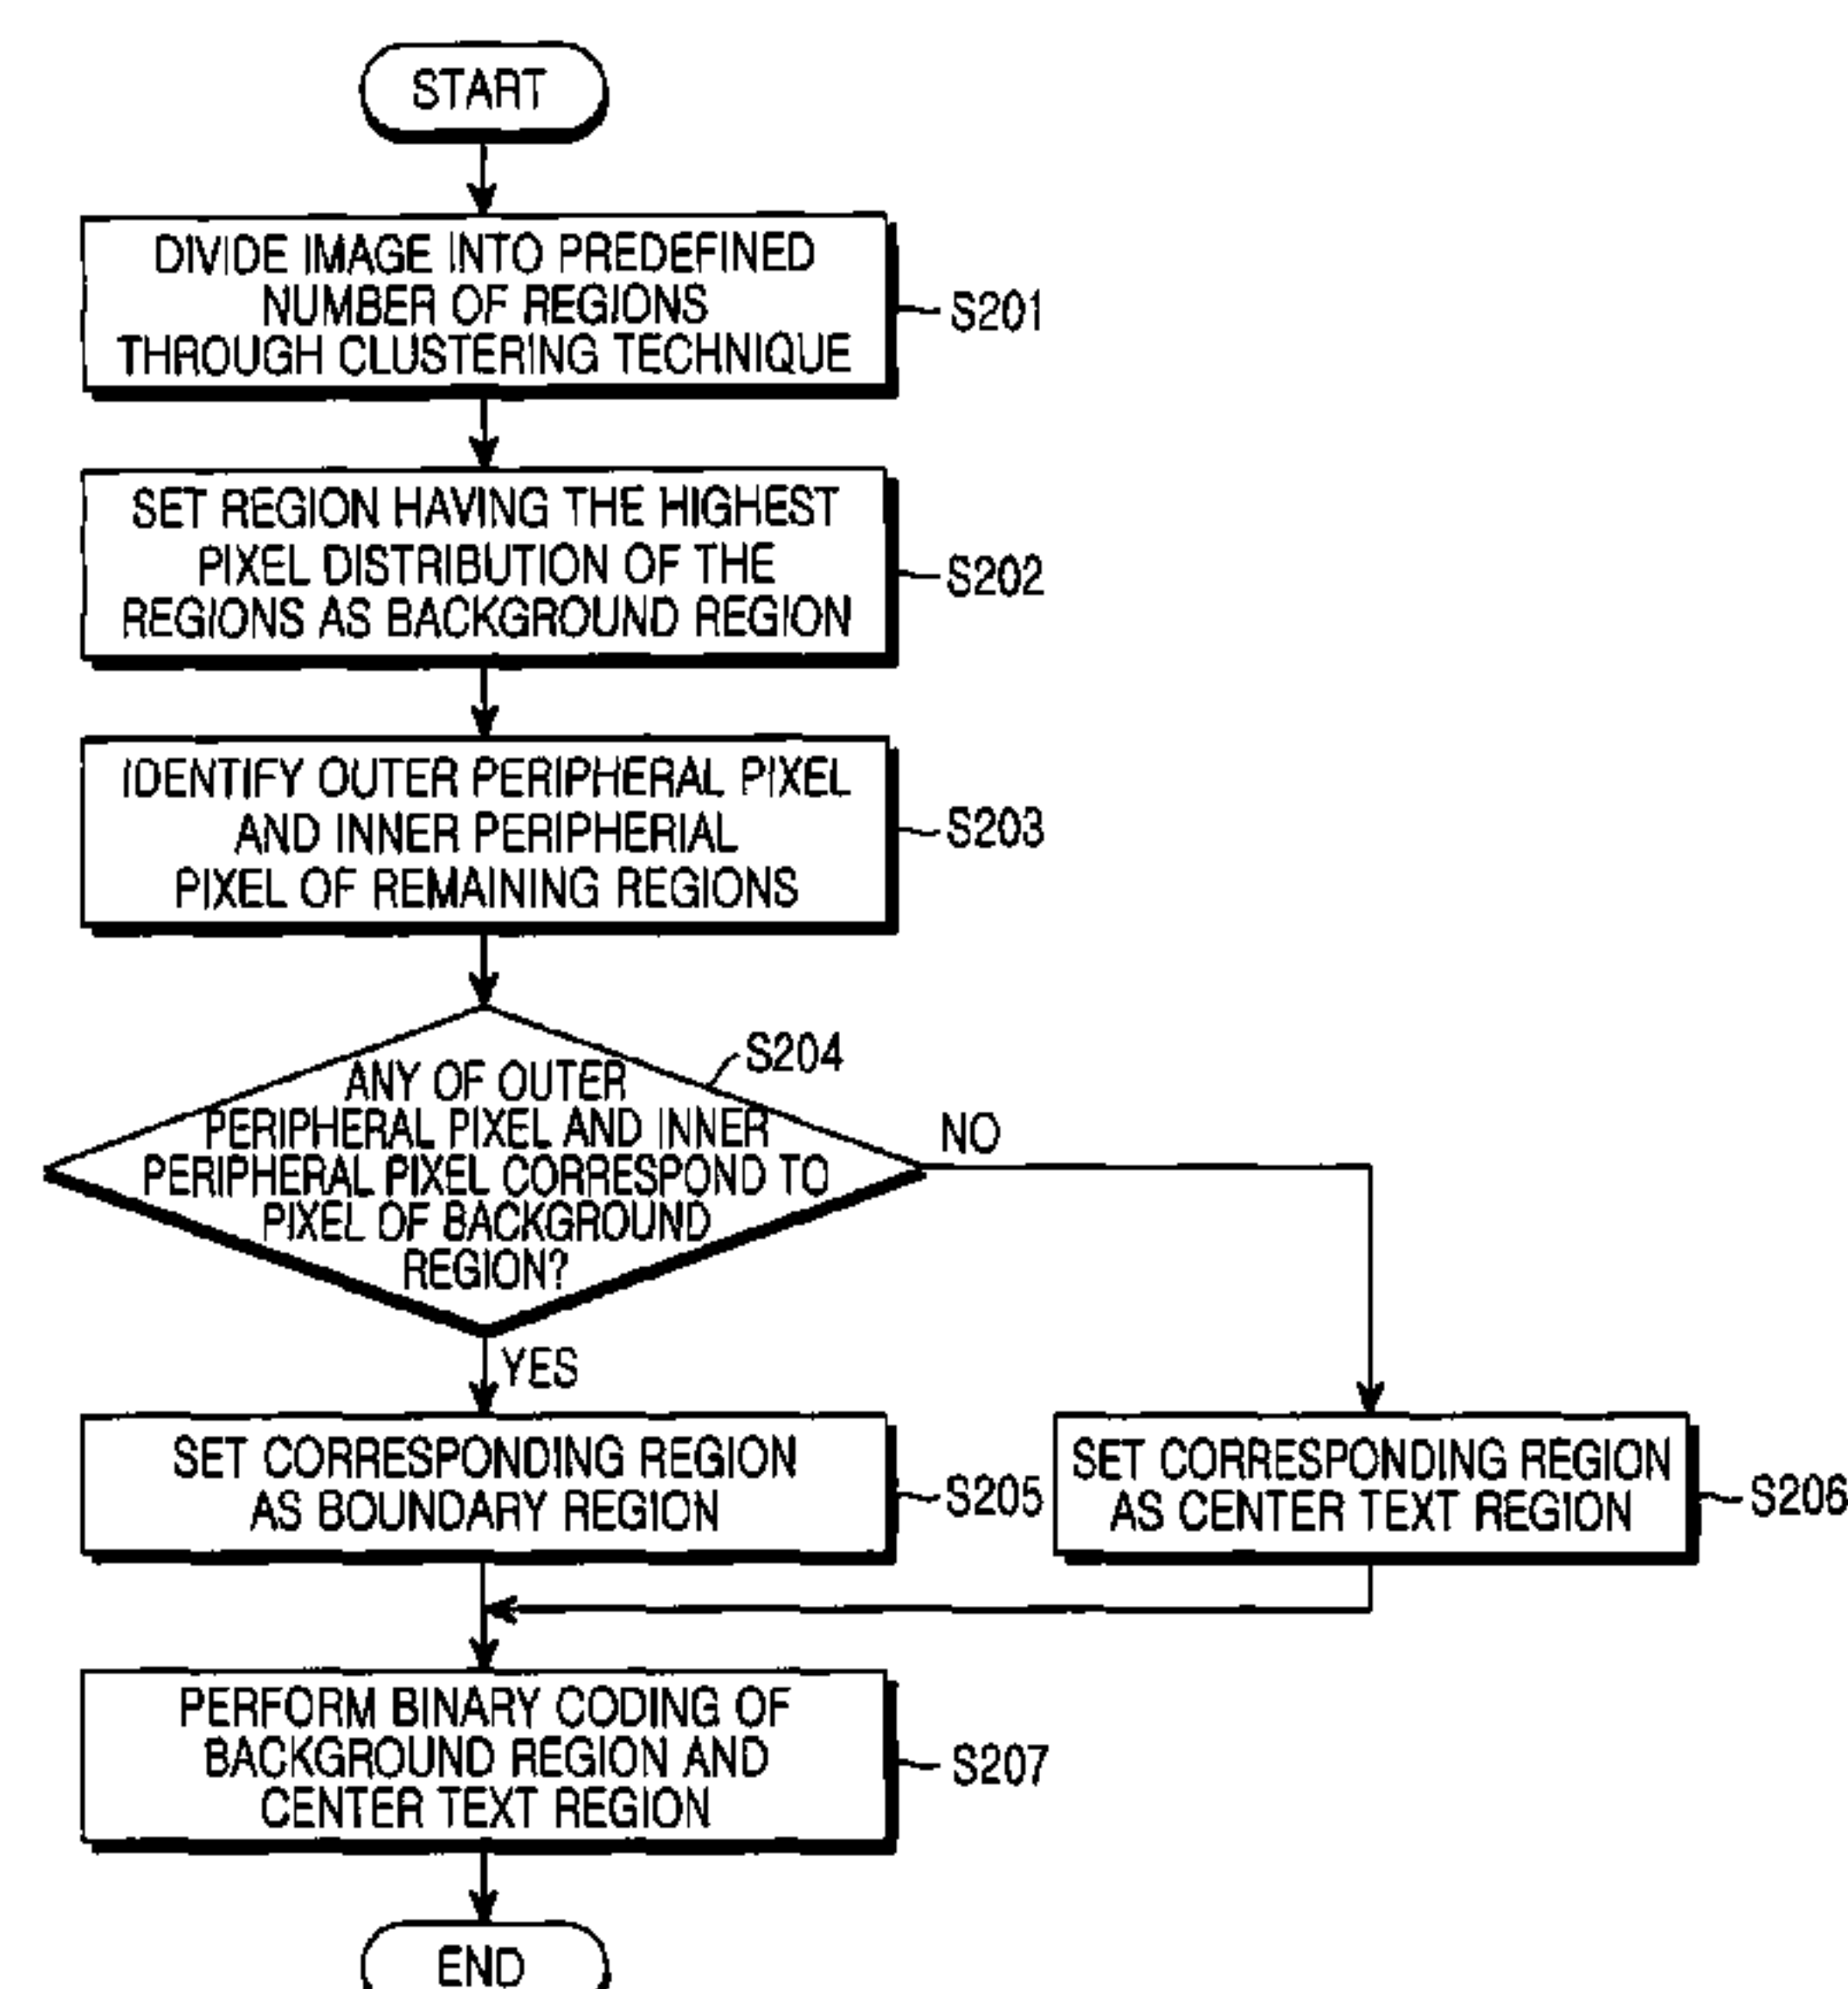 START
DIVIDE IMAGE INTO PREDEFINED
NUMBER OF REGIONS
THROUGH CLUSTERING TECHNIQUE
S201
SET REGION HAVING THE HIGHEST
PIXEL DISTRIBUTION OF THE
REGIONS AS BACKGROUND REGION
S202
IDENTIFY OUTER PERIPHERAL PIXEL
AND INNER PERIPHERIAL
PIXEL OF REMAINING REGIONS
S203
S204
ANY OF OUTER
PERIPHERAL PIXEL AND INNER
PERIPHERAL PIXEL CORRESPOND TO
PIXEL OF BACKGROUND
REGION?
NO
YES
SET CORRESPONDING REGION
AS BOUNDARY REGION
S205
SET CORRESPONDING REGION
AS CENTER TEXT REGION
S206
PERFORM BINARY CODING OF
BACKGROUND REGION AND
CENTER TEXT REGION
S207
END